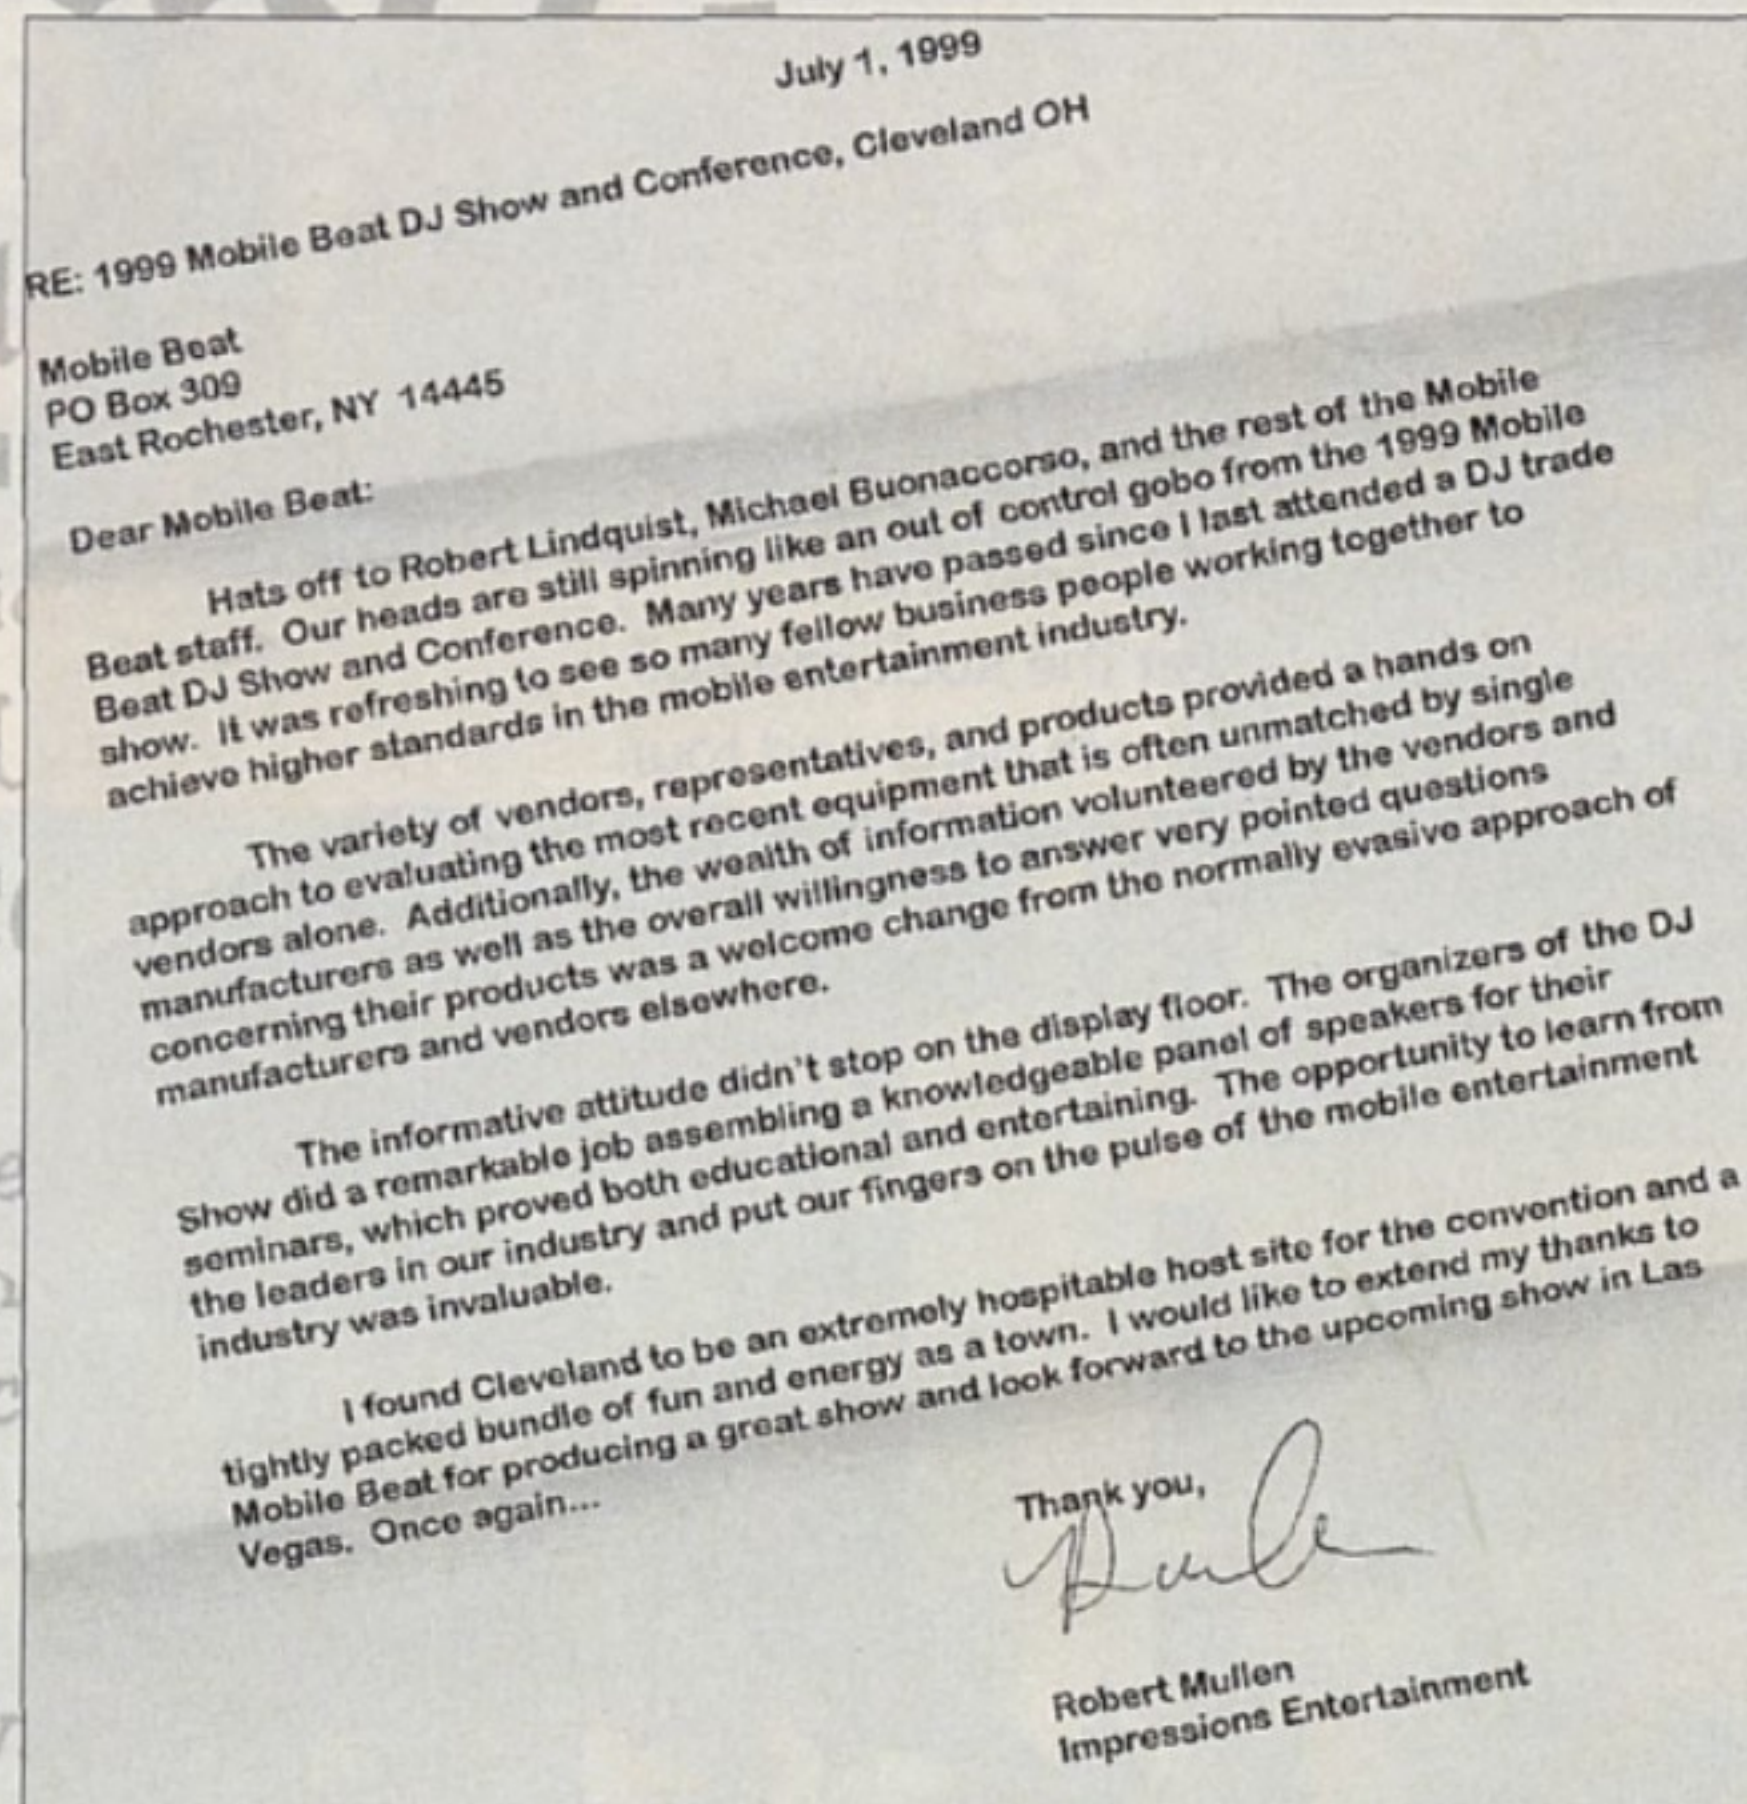 July 1, 1999
RE: 1999 Mobile Beat DJ Show and Conference, Cleveland OH
Mobile Beat
PO Box 309
East Rochester, NY 14445
Dear Mobile Beat:
Hats off to Robert Lindquist, Michael Buonaccorso, and the rest of the Mobile
Beat staff. Our heads are still spinning like an out of control gobo from the 1999 Mobile
Beat DJ Show and Conference. Many years have passed since I last attended a DJ trade
show. It was refreshing to see so many fellow business people working together to
achieve higher standards in the mobile entertainment industry.
The variety of vendors, representatives, and products provided a hands on
approach to evaluating the most recent equipment that is often unmatched by single
vendors alone. Additionally, the wealth of information volunteered by the vendors and
manufacturers as well as the overall willingness to answer very pointed questions
concerning their products was a welcome change from the normally evasive approach of
manufacturers and vendors elsewhere.
The informative attitude didn't stop on the display floor. The organizers of the DJ
Show did a remarkable job assembling a knowledgeable panel of speakers for their
seminars, which proved both educational and entertaining. The opportunity to learn from
the leaders in our industry and put our fingers on the pulse of the mobile entertainment
industry was invaluable.
I found Cleveland to be an extremely hospitable host site for the convention and a
tightly packed bundle of fun and energy as a town. I would like to extend my thanks to
Mobile Beat for producing a great show and look forward to the upcoming show in Las
Vegas. Once again...
Thank you,
Robert Mullen
Impressions Entertainment